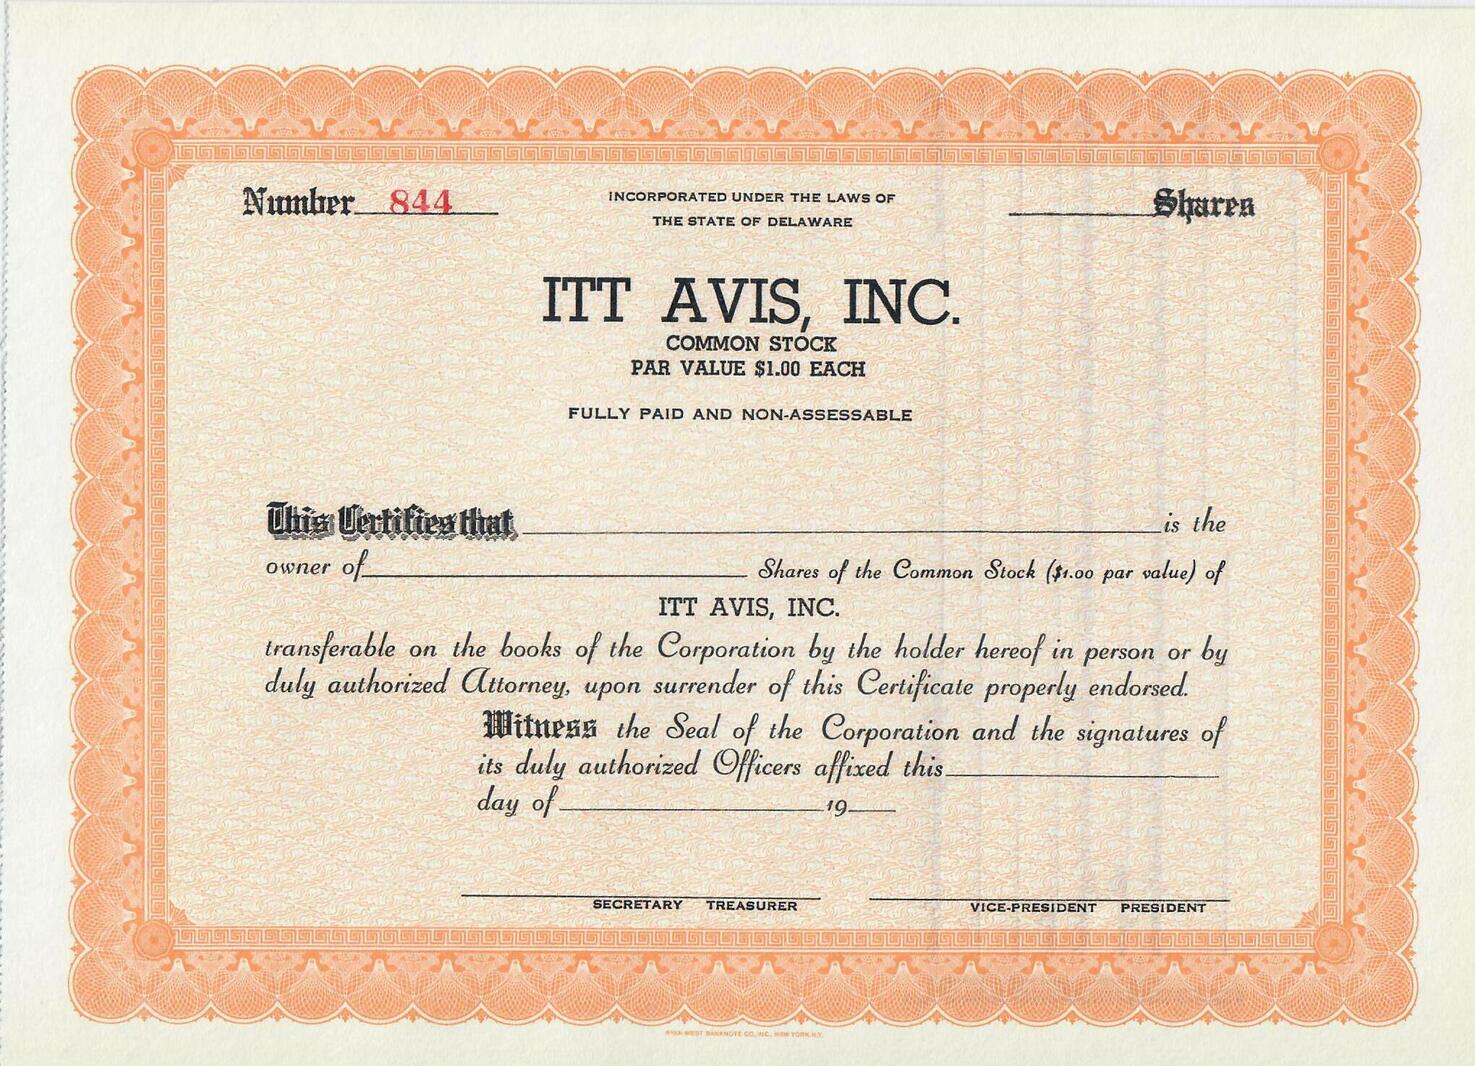 Number 844
INCORPORATED UNDER THE LAWS OF
THE STATE OF DELAWARE
Shares
ITT AVIS, INC.
COMMON STOCK
PAR VALUE $1.00 EACH
FULLY PAID AND NON-ASSESSABLE
This Certifies that is the
owner of Shares of the Common Stock ($1.00 par value) of
ITT AVIS, INC.
transferable on the books of the Corporation by the holder hereof in person or by
duly authorized Attorney, upon surrender of this Certificate properly endorsed.
Witness the Seal of the Corporation and the signatures of
its duly authorized Officers affixed this
day of 19
SECRETARY TREASURER
VICE-PRESIDENT PRESIDENT
BANKNOTE CO., INC., NEW YORK, N.Y.